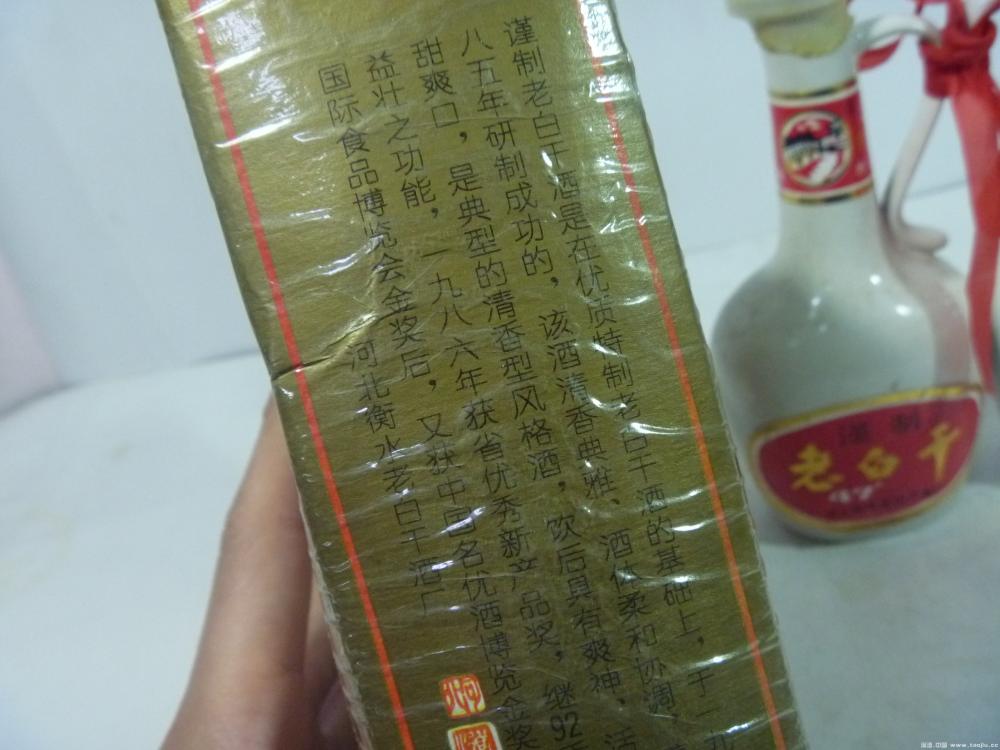 谨制老白干酒是在优质特制老白干酒的基础上，于一九
八五年研制成功的，该酒清香典雅、酒体柔和协调，
甜爽口，是典型的清香型风格酒，饮后具有爽神，活
益壮之功能，一九八六年获省优秀新产品奖，继92
国际食品博览会金奖后，又获中国名优酒博览金奖
河北衡水老白干酒厂
谨制
老白干
www.taojiu.cc